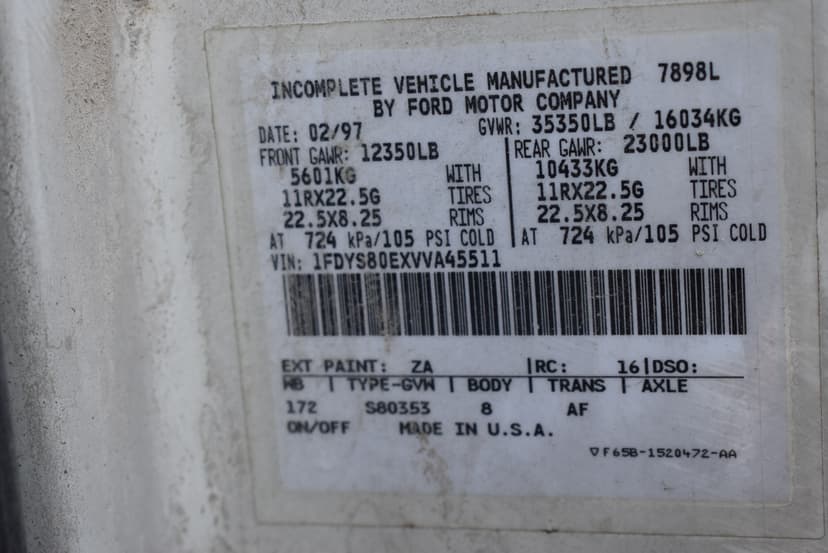 INCOMPLETE VEHICLE MANUFACTURED 7898L
BY FORD MOTOR COMPANY
DATE: 02/97 GVWR: 35350LB / 16034KG
FRONT GAWR: 12350LB REAR GAWR: 23000LB
5601KG WITH 10433KG WITH
11RX22.5G TIRES 11RX22.5G TIRES
22.5X8.25 RIMS 22.5X8.25 RIMS
AT 724 kPa/105 PSI COLD AT 724 kPa/105 PSI COLD
VIN: 1FDYS80EXVVA45511
EXT PAINT: ZA |RC: 16|DSO:
WB | TYPE-GVW | BODY | TRANS | AXLE
172 S80353 8 AF
ON/OFF MADE IN U.S.A.
▽F65B-1520472-AA